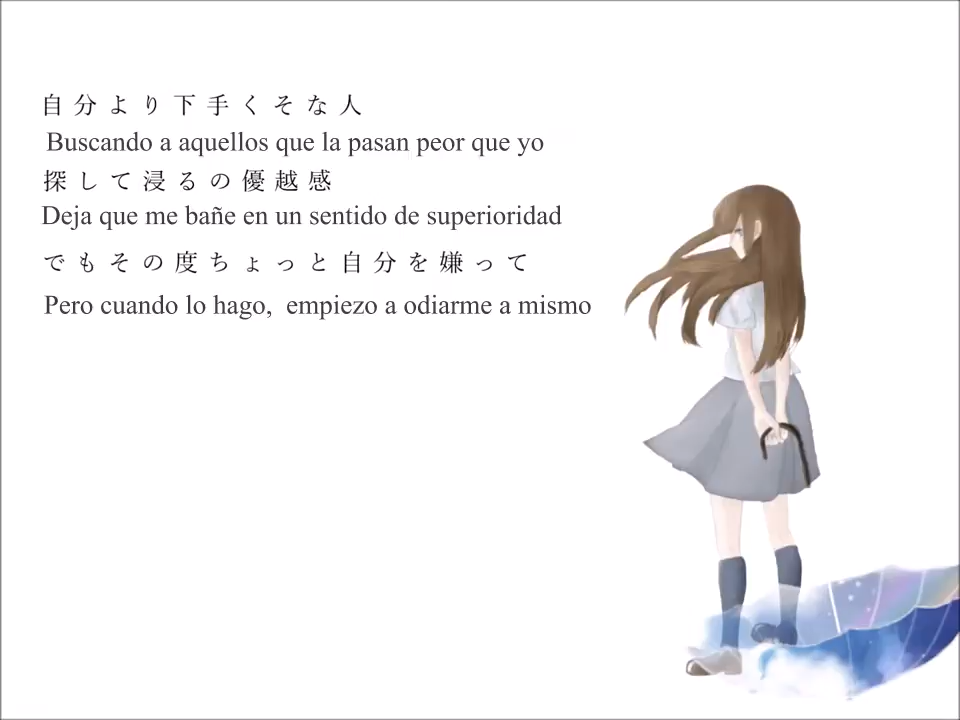 自分より下手くそな人
Buscando a aquellos que la pasan peor que yo
探して浸るの優越感
Deja que me bañe en un sentido de superioridad
でもその度ちょっと自分を嫌って
Pero cuando lo hago, empiezo a odiarme a mismo